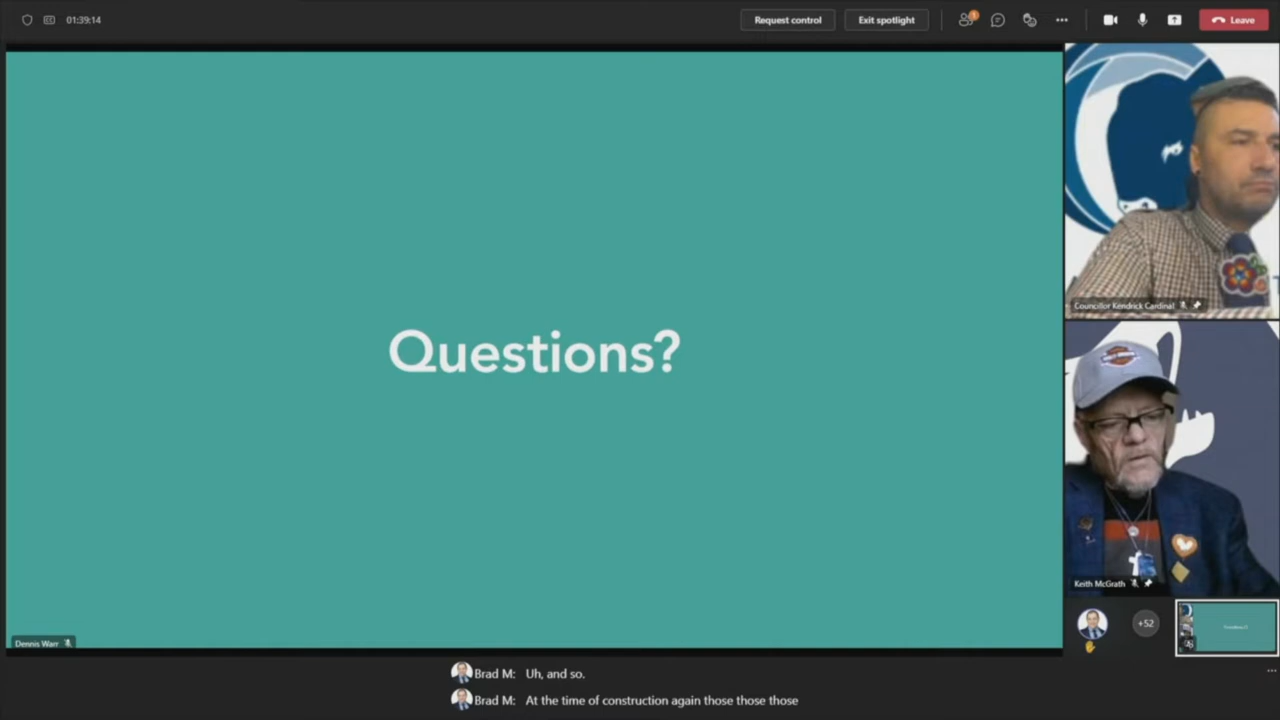 01:39:14
Request control
Exit spotlight
1
Leave
Questions?
Councillor Kendrick Cardinal
Keith McGrath
+52
Dennis Warr
Brad M: Uh, and so.
Brad M: At the time of construction again those those those